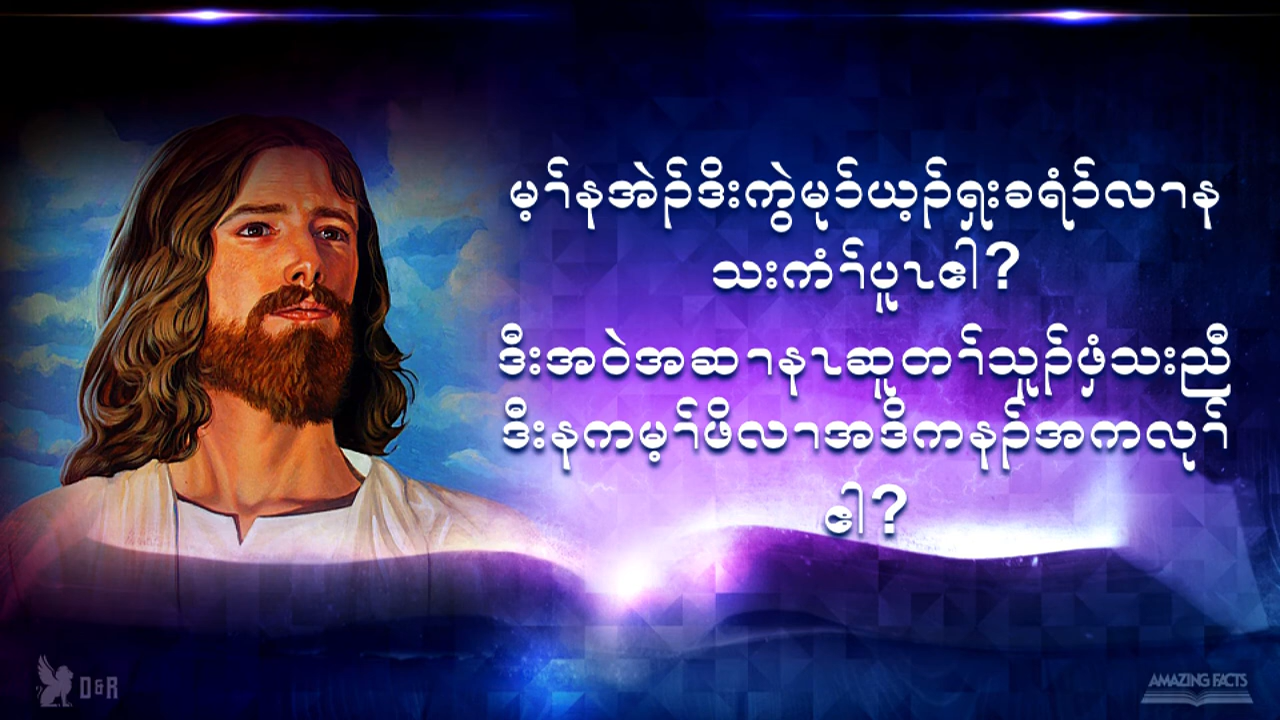 မ့ၢ်နအဲၣ်ဒိးကွဲမုၥ်ယ့ၣ်ရှူးခရံၥ်လၢန
သးကံၢ်ပူၤဧါ?
ဒီးအဝဲအဆၢနၤဆူတၢ်သူၣ်ဖှံသးညီ
ဒီးနကမ့ၢ်ဖိလၢအဒိကနၣ်အကလုၢ်
ဧါ?
D&R
AMAZING FACTS